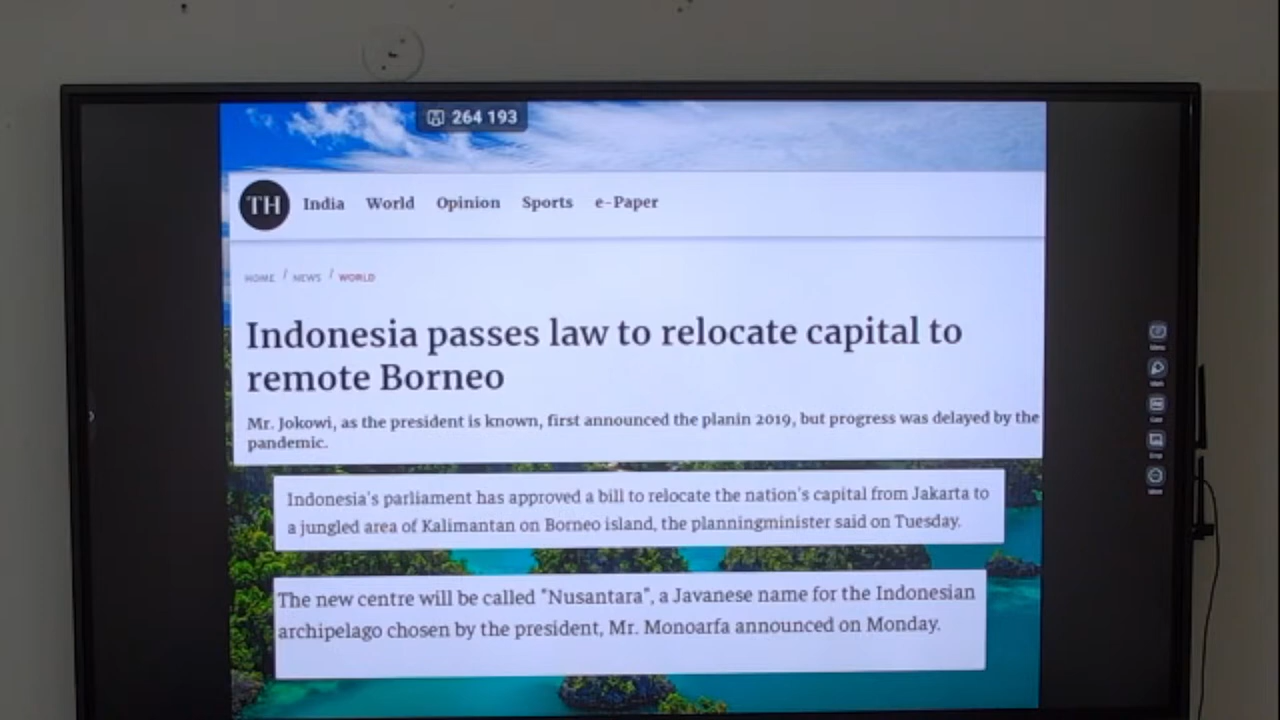 264 193
TH India World Opinion Sports e-Paper
HOME / NEWS / WORLD
Indonesia passes law to relocate capital to
remote Borneo
Mr. Jokowi, as the president is known, first announced the planin 2019, but progress was delayed by the
pandemic.
Indonesia's parliament has approved a bill to relocate the nation's capital from Jakarta to
a jungled area of Kalimantan on Borneo island, the planningminister said on Tuesday.
The new centre will be called "Nusantara", a Javanese name for the Indonesian
archipelago chosen by the president, Mr. Monoarfa announced on Monday.